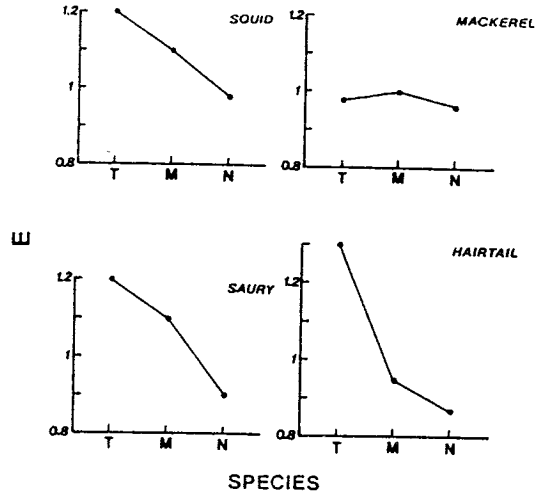 1.2
SQUID
1
0.8
T M N
1.2
MACKEREL
1
0.8
T M N
E
1.2
SAURY
1
0.8
T M N
HAIRTAIL
1.2
1
0.8
T M N
SPECIES